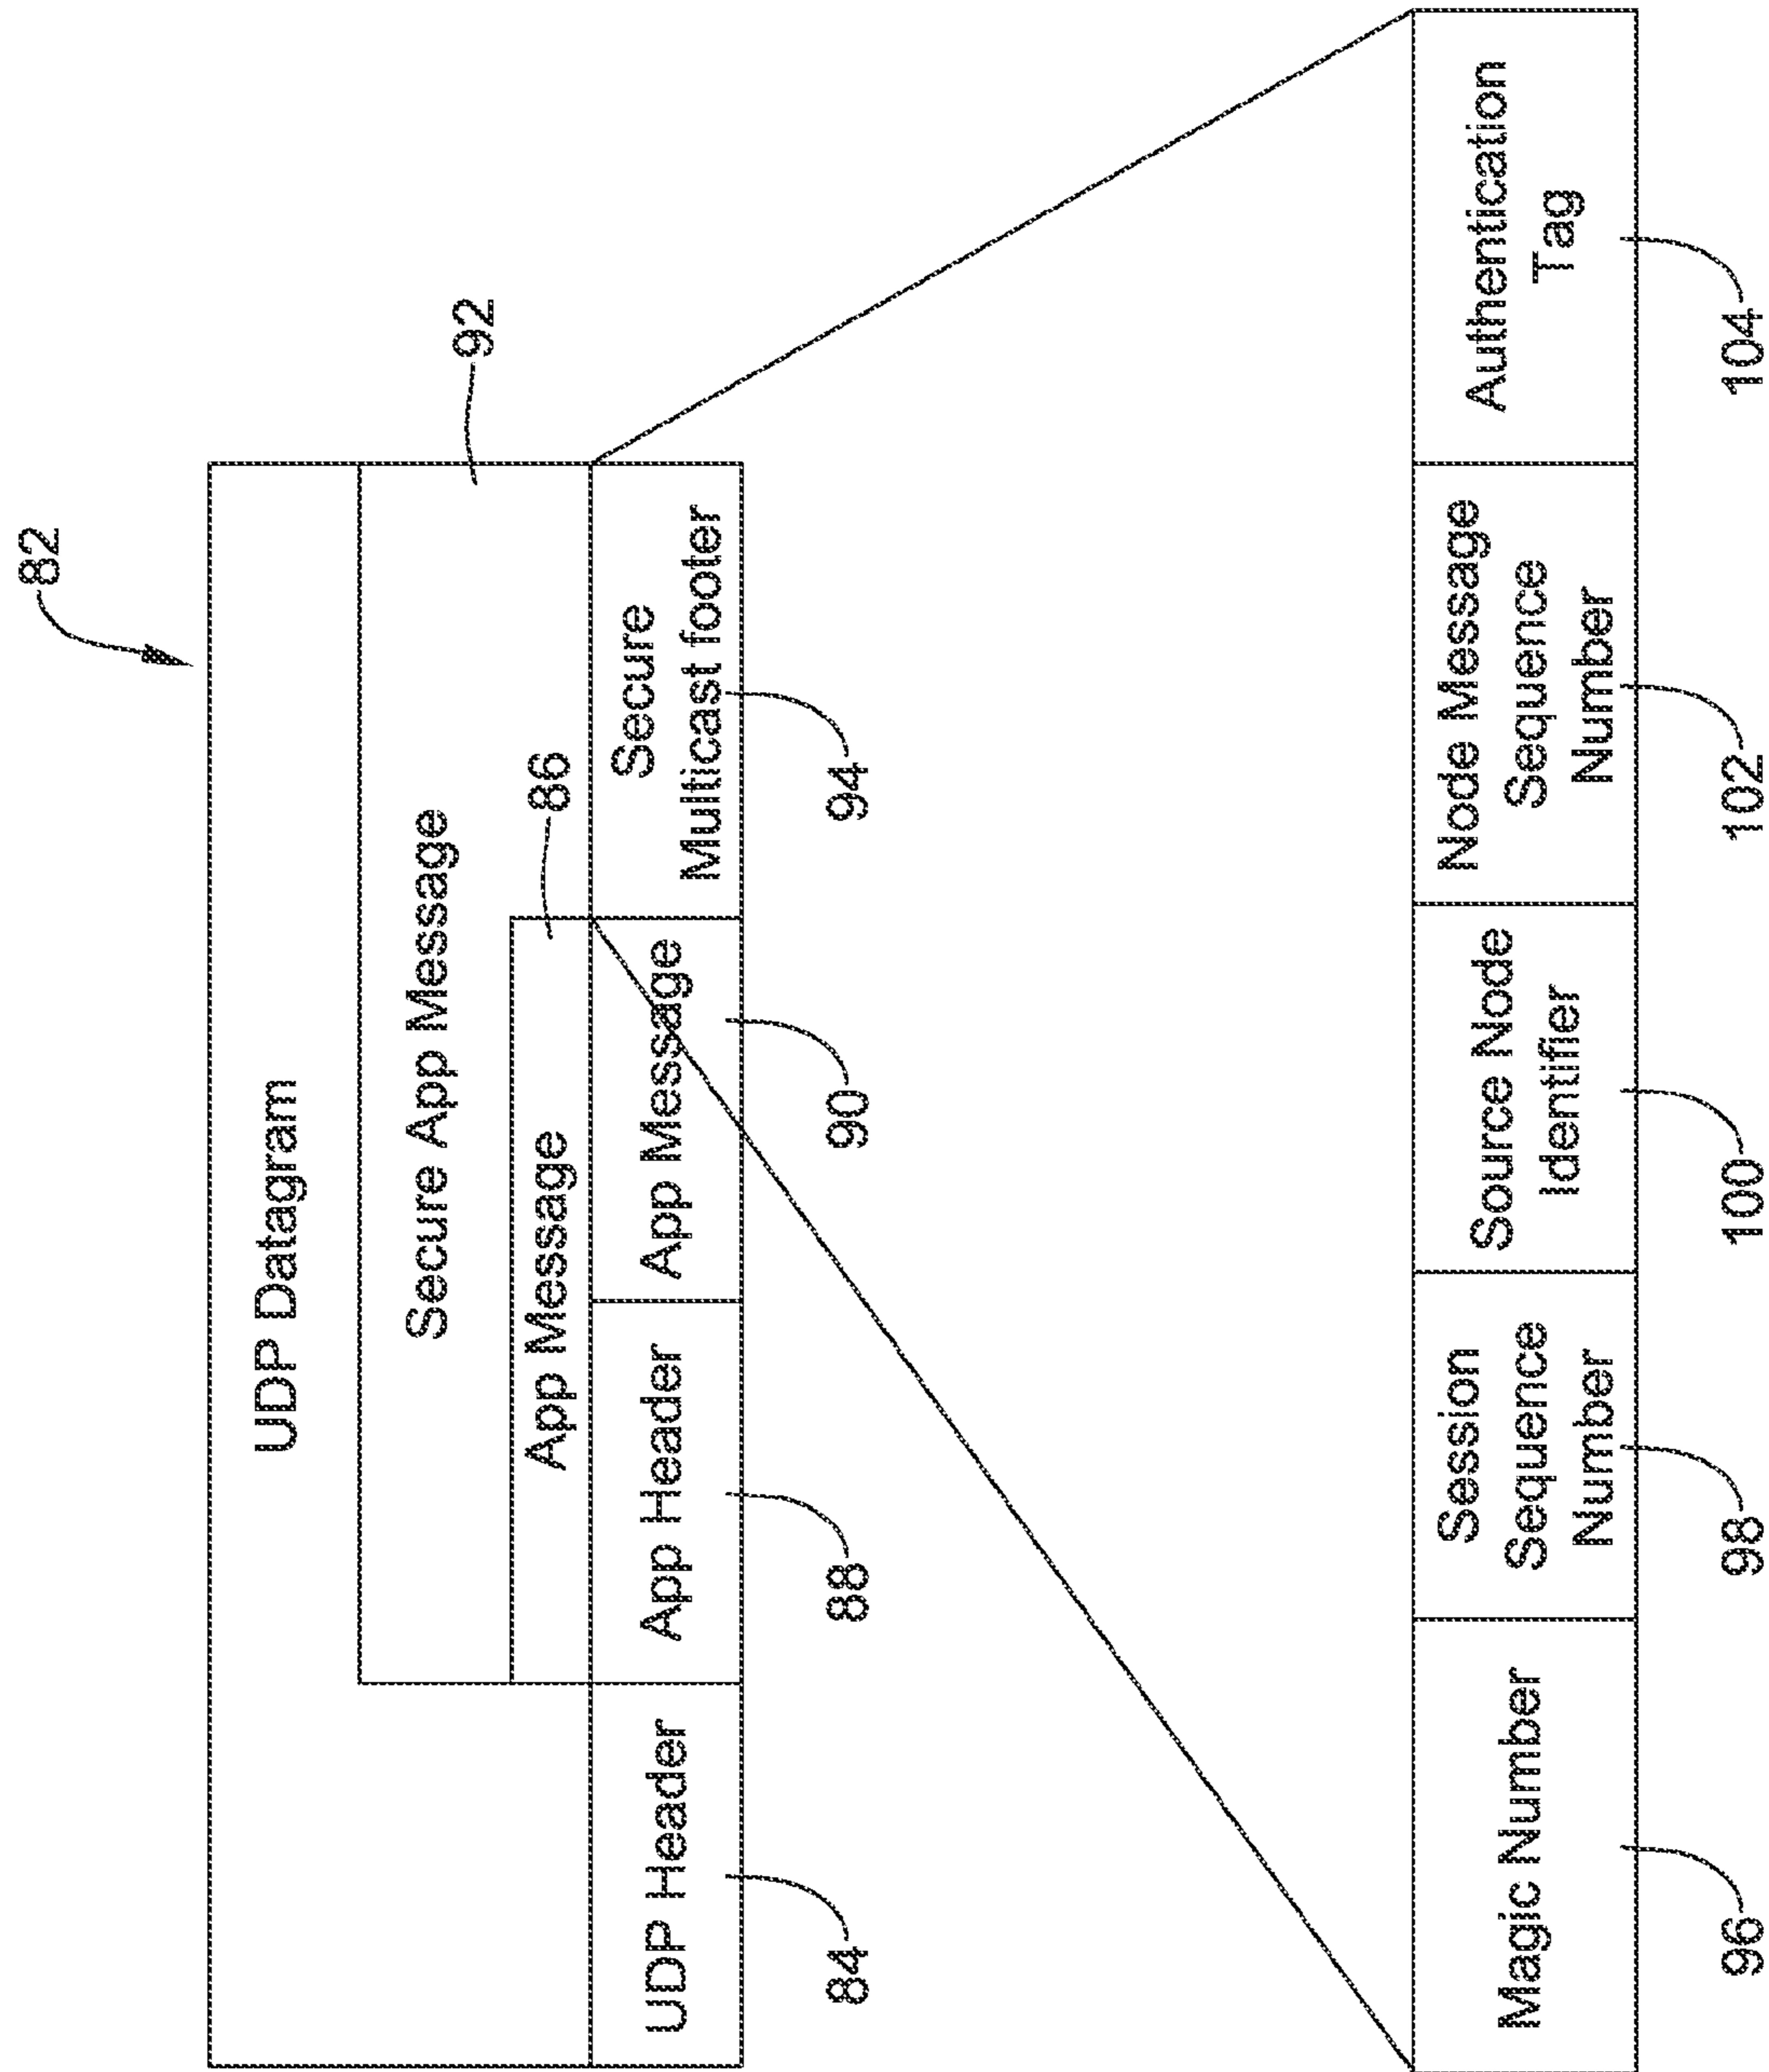 82
UDP Datagram
92
Secure App Message
86
App Message
UDP Header
App Header
App Message
Secure
Multicast footer
84
88
90
94
Magic Number
Session
Sequence
Number
Source Node
Identifier
Node Message
Sequence
Number
Authentication
Tag
96
98
100
102
104